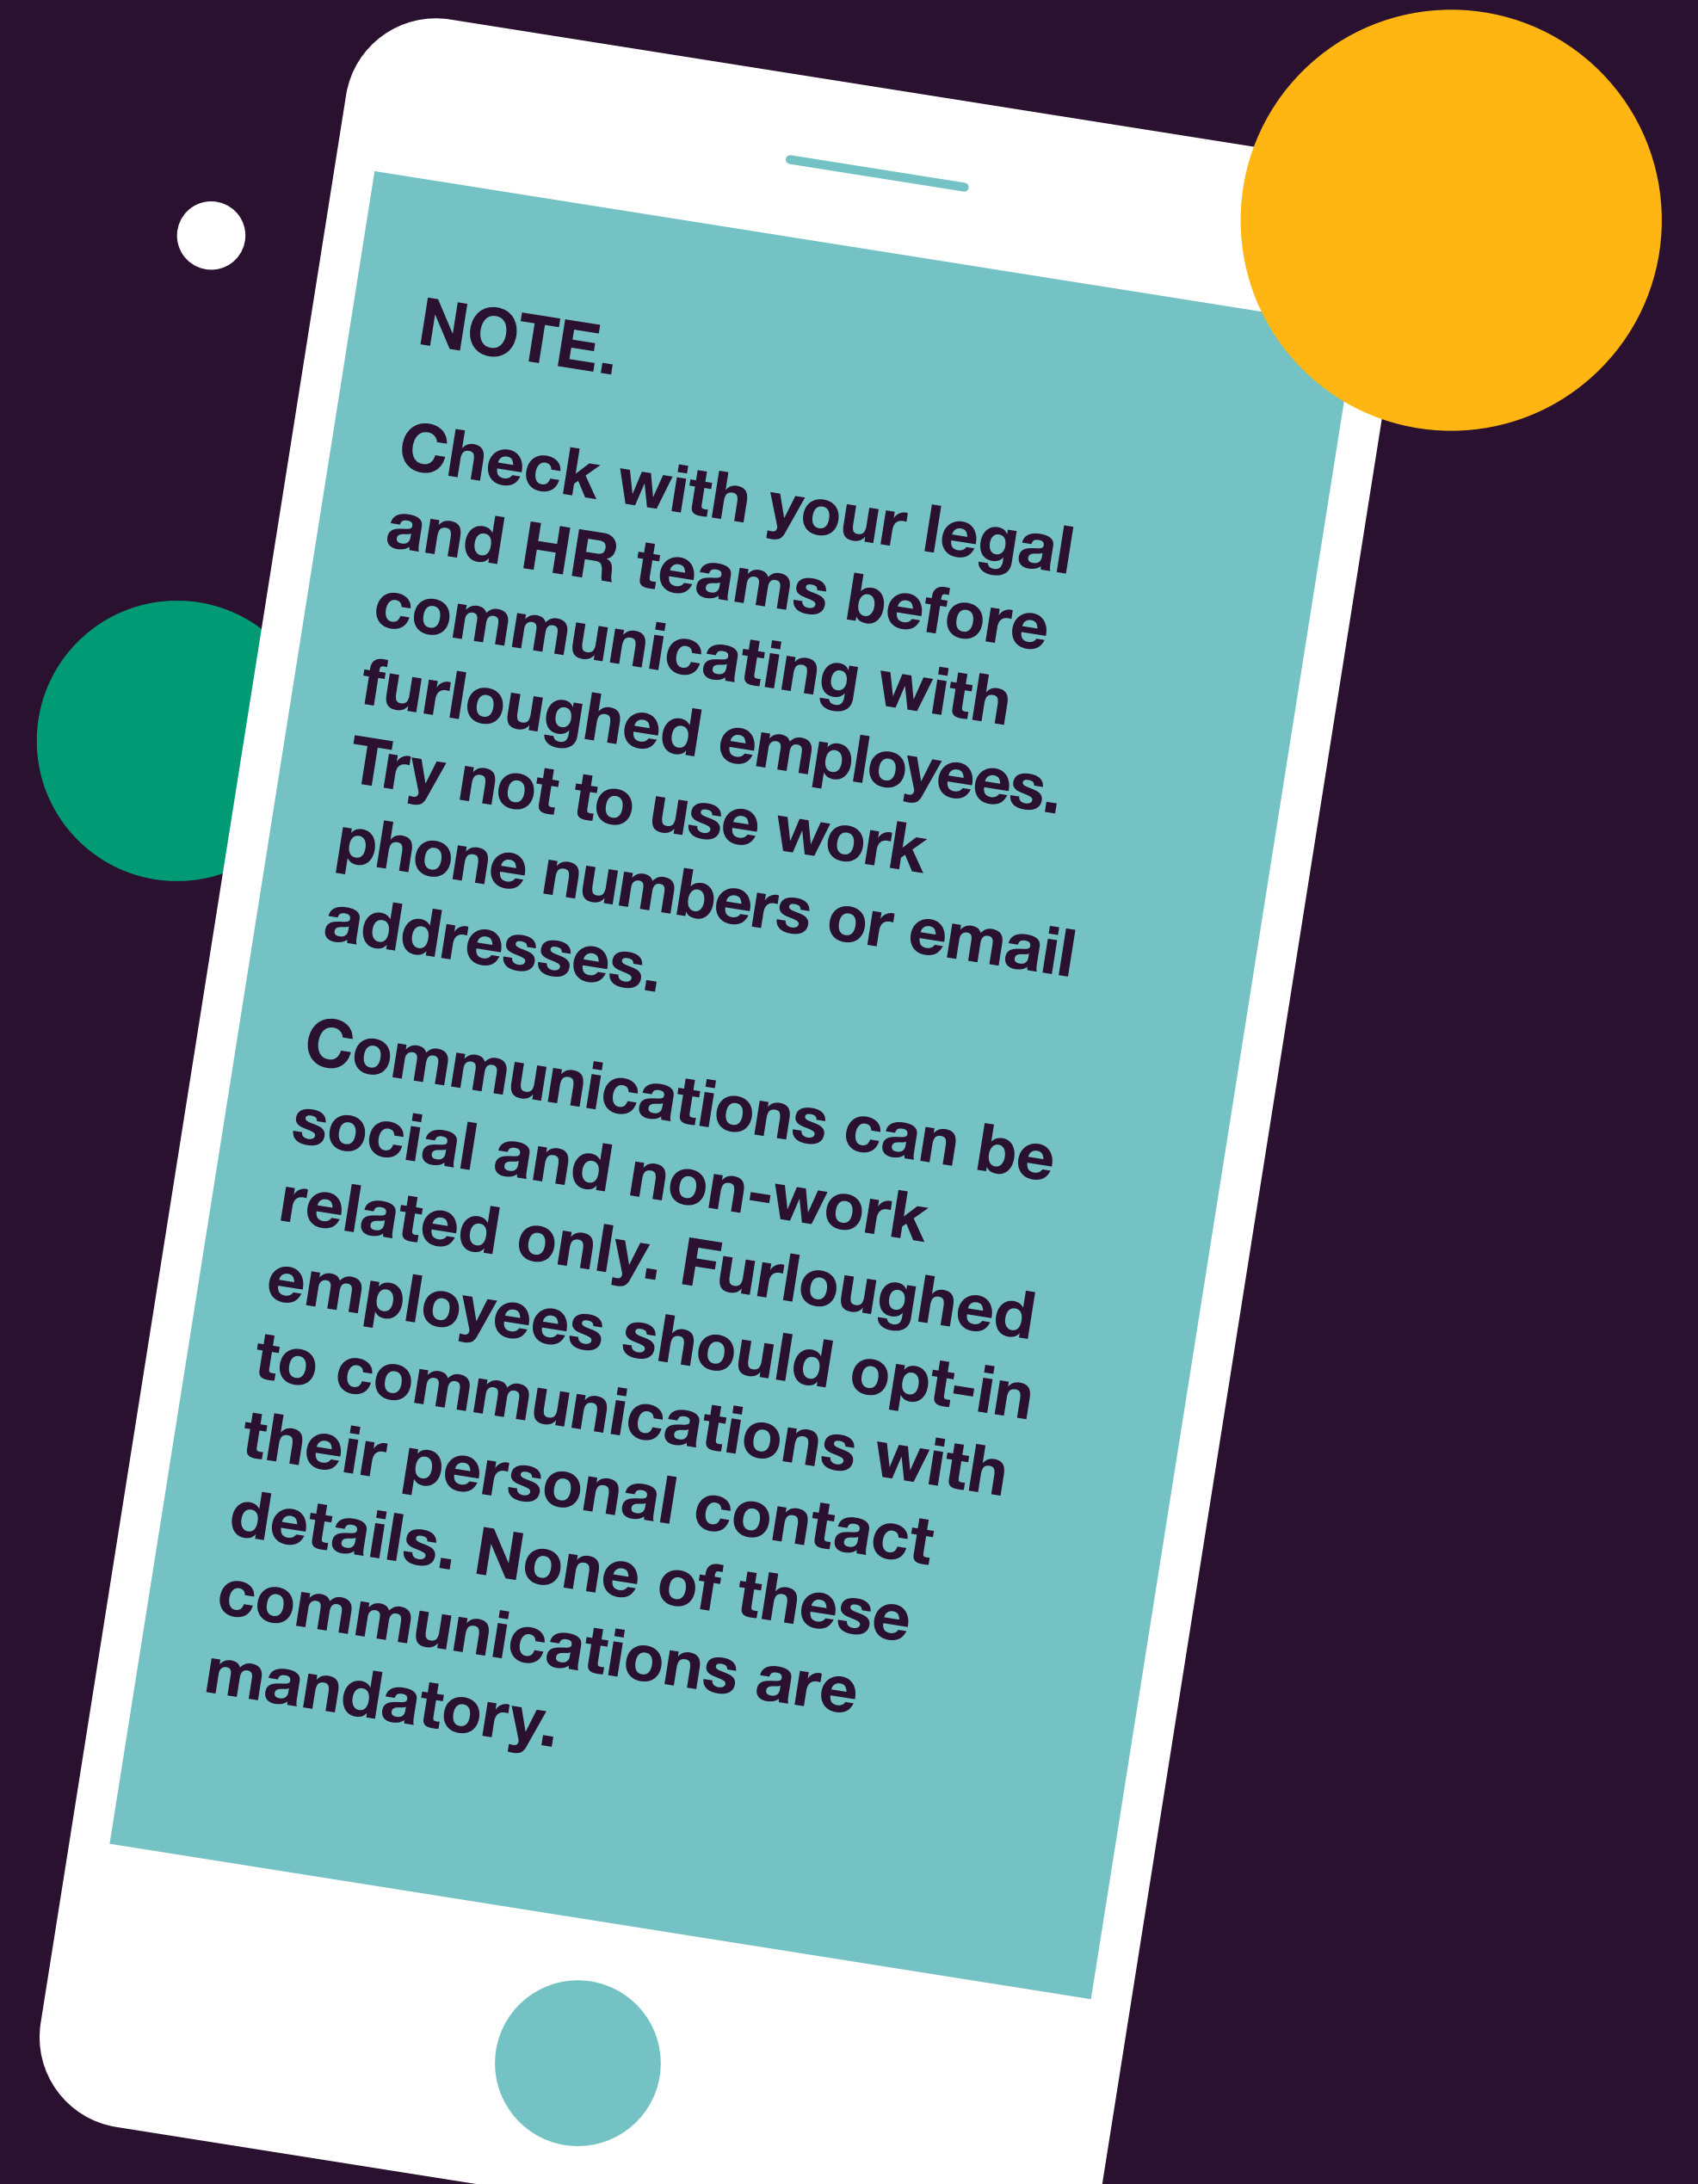 NOTE.
Check with your legal
and HR teams before
communicating with
furloughed employees.
Try not to use work
phone numbers or email
addresses.
Communications can be
social and non-work
related only. Furloughed
employees should opt-in
to communications with
their personal contact
details. None of these
communications are
mandatory.